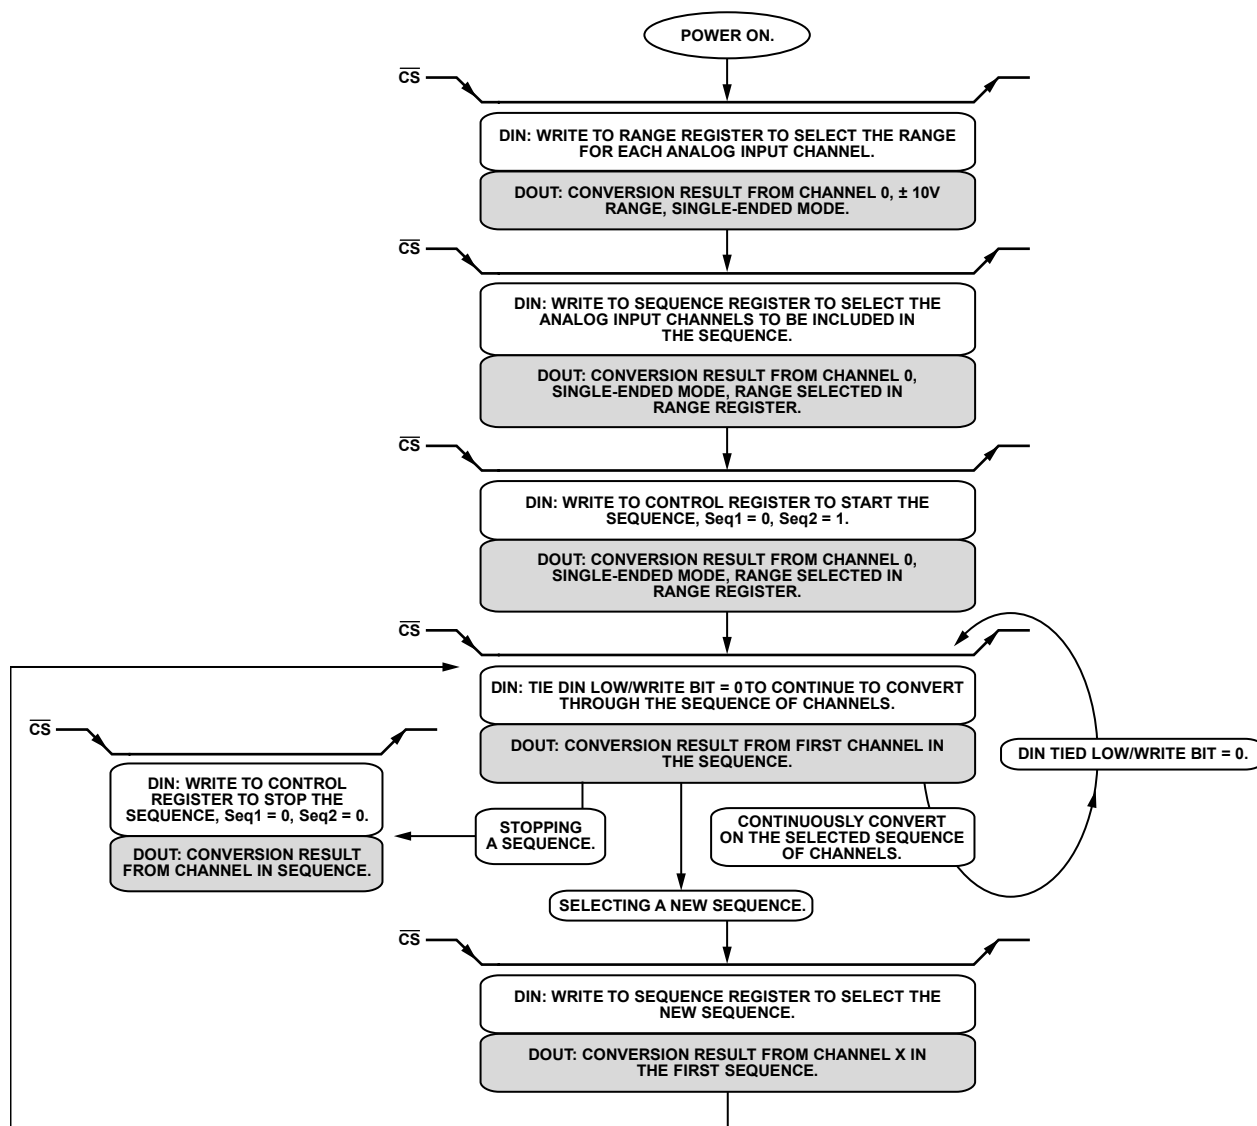 POWER ON.
CS
DIN: WRITE TO RANGE REGISTER TO SELECT THE RANGE
FOR EACH ANALOG INPUT CHANNEL.
DOUT: CONVERSION RESULT FROM CHANNEL 0, ± 10V
RANGE, SINGLE-ENDED MODE.
CS
DIN: WRITE TO SEQUENCE REGISTER TO SELECT THE
ANALOG INPUT CHANNELS TO BE INCLUDED IN
THE SEQUENCE.
DOUT: CONVERSION RESULT FROM CHANNEL 0,
SINGLE-ENDED MODE, RANGE SELECTED IN
RANGE REGISTER.
CS
DIN: WRITE TO CONTROL REGISTER TO START THE
SEQUENCE, Seq1 = 0, Seq2 = 1.
DOUT: CONVERSION RESULT FROM CHANNEL 0,
SINGLE-ENDED MODE, RANGE SELECTED IN
RANGE REGISTER.
CS
DIN: TIE DIN LOW/WRITE BIT = 0 TO CONTINUE TO CONVERT
THROUGH THE SEQUENCE OF CHANNELS.
DOUT: CONVERSION RESULT FROM FIRST CHANNEL IN
THE SEQUENCE.
DIN TIED LOW/WRITE BIT = 0.
CS
DIN: WRITE TO CONTROL
REGISTER TO STOP THE
SEQUENCE, Seq1 = 0, Seq2 = 0.
DOUT: CONVERSION RESULT
FROM CHANNEL IN SEQUENCE.
STOPPING
A SEQUENCE.
CONTINUOUSLY CONVERT
ON THE SELECTED SEQUENCE
OF CHANNELS.
SELECTING A NEW SEQUENCE.
CS
DIN: WRITE TO SEQUENCE REGISTER TO SELECT THE
NEW SEQUENCE.
DOUT: CONVERSION RESULT FROM CHANNEL X IN
THE FIRST SEQUENCE.